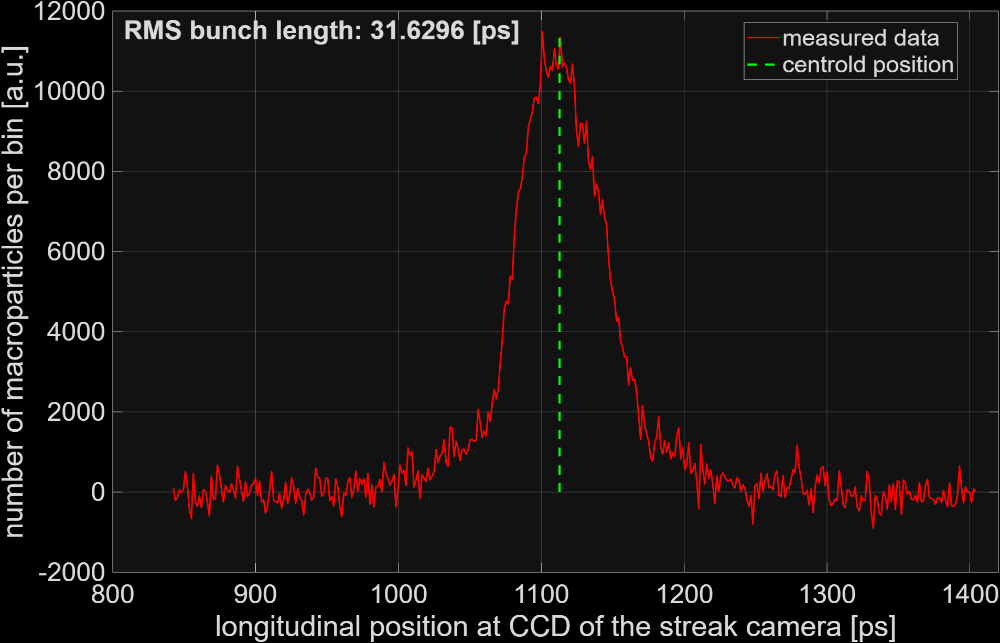 RMS bunch length: 31.6296 [ps]
measured data
centrold position
number of macroparticles per bin [a.u.]
12000
10000
8000
6000
4000
2000
0
-2000
800 900 1000 1100 1200 1300 1400
longitudinal position at CCD of the streak camera [ps]